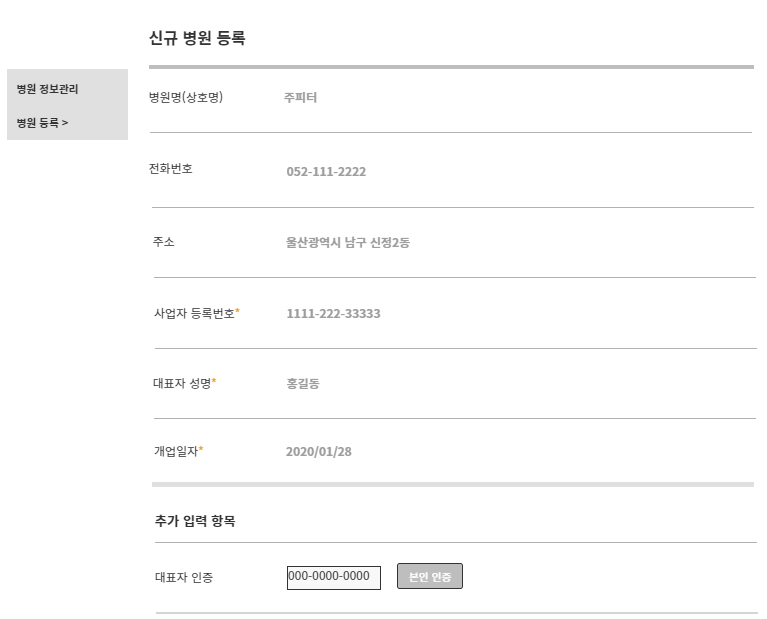 신규 병원 등록
병원 정보관리
병원 등록 >
병원명(상호명) 주피터
전화번호 052-111-2222
주소 울산광역시 남구 신정2동
사업자 등록번호* 1111-222-33333
대표자 성명* 홍길동
개업일자* 2020/01/28
추가 입력 항목
대표자 인증 000-0000-0000 본인 인증